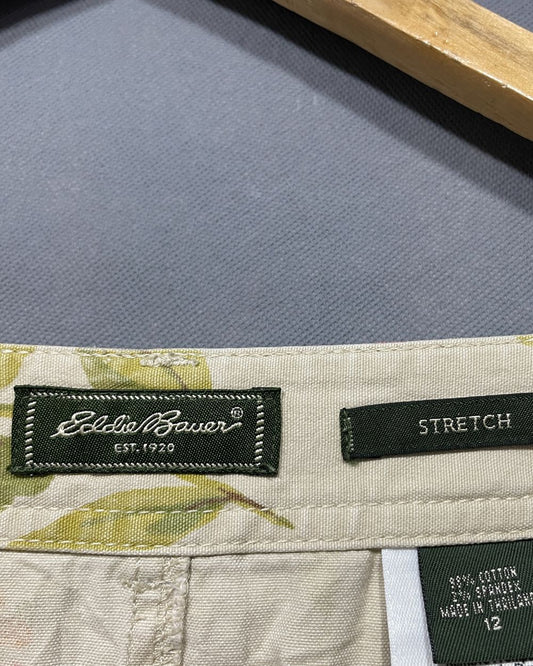 Eddie Bauer®
EST. 1920
STRETCH
98% COTTON
2% SPANDEX
MADE IN THAILAND
12